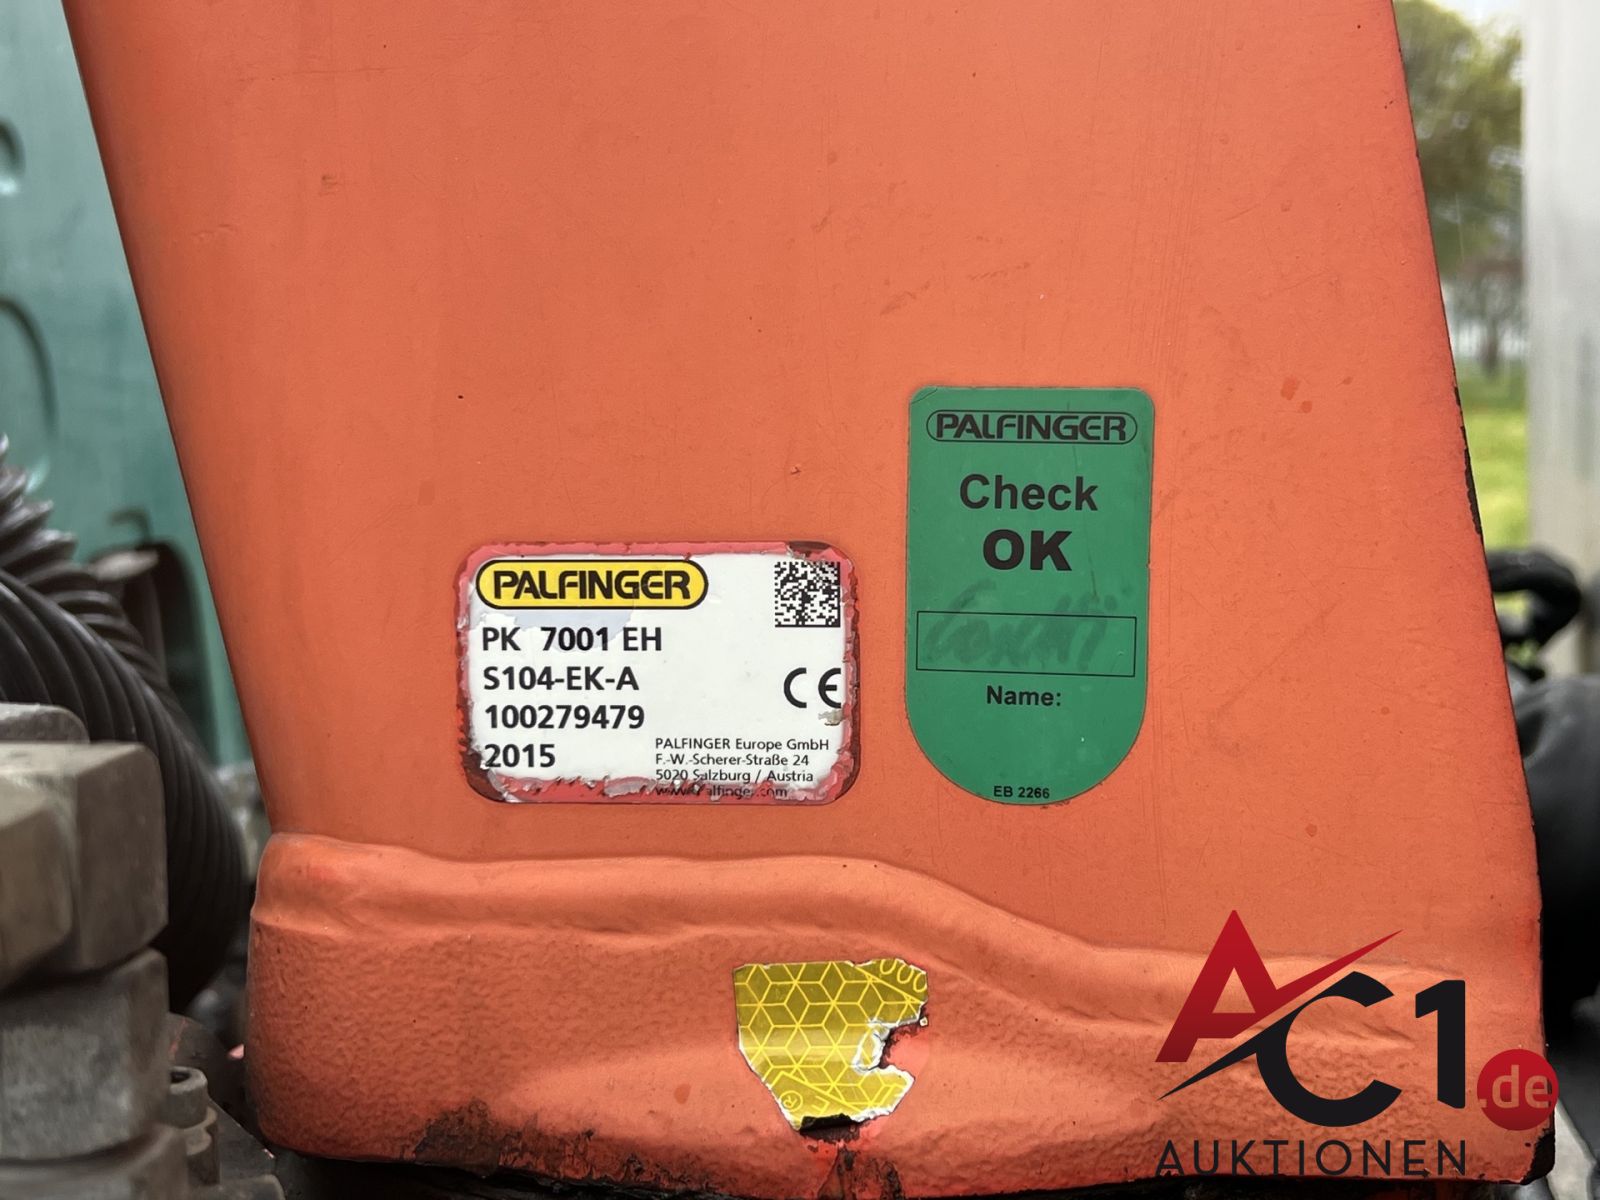 PALFINGER
PK 7001 EH
S104-EK-A
100279479
2015
CE
PALFINGER Europe GmbH
F.-W.-Scherer-Straße 24
5020 Salzburg / Austria
PALFINGER
Check
OK
Name:
EB 2266
AC1.de
AUKTIONEN